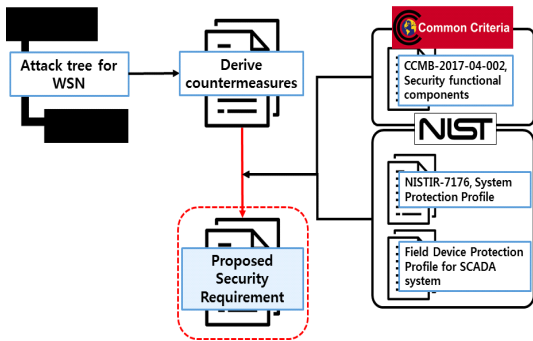 Attack tree for
WSN
Derive
countermeasures
Common Criteria
CCMB-2017-04-002,
Security functional
components
NIST
NISTIR-7176, System
Protection Profile
Field Device Protection
Profile for SCADA
system
Proposed
Security
Requirement